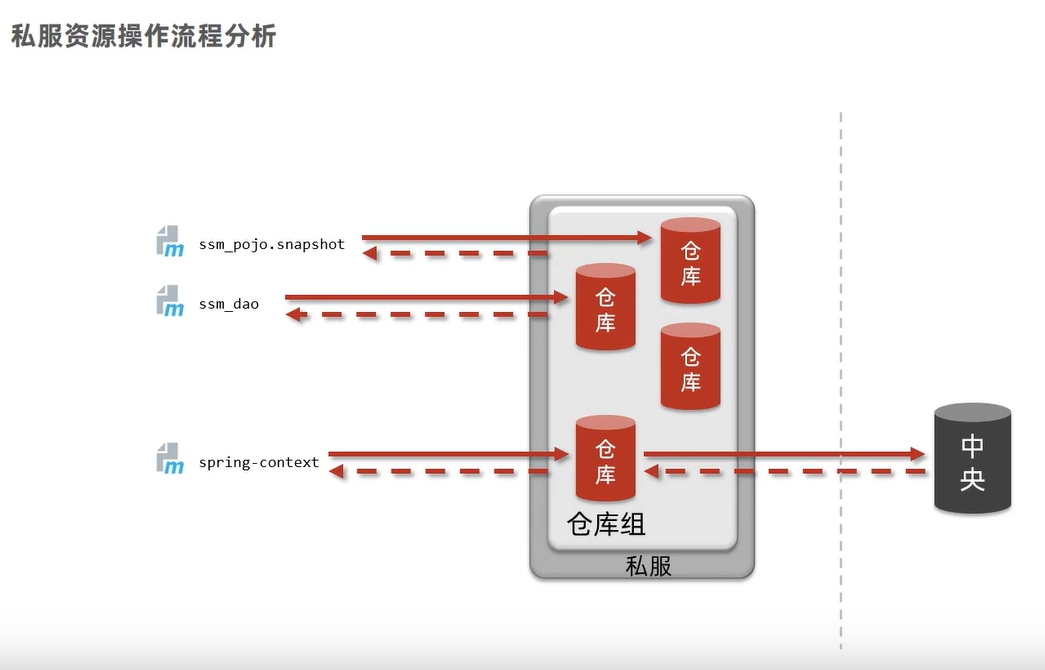 私服资源操作流程分析
m ssm_pojo.snapshot
仓库
m ssm_dao
仓库
仓库
m spring-context
仓库
中央
仓库组
私服